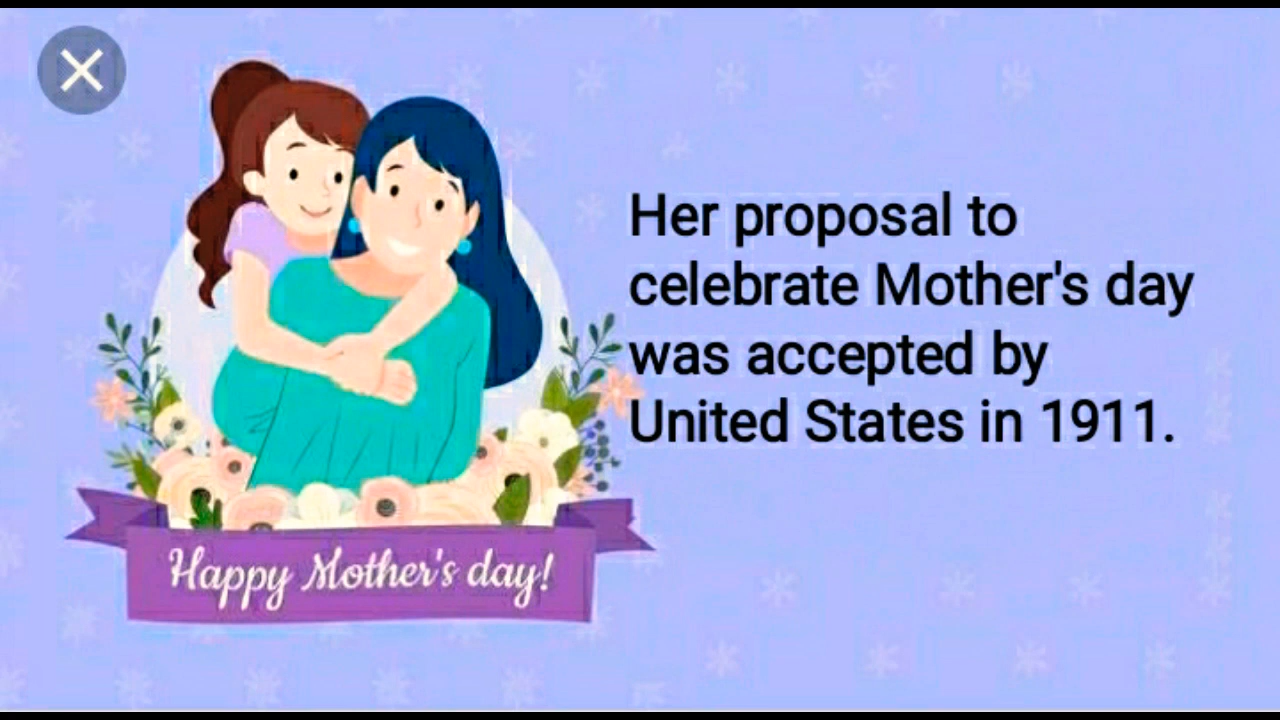 Her proposal to
celebrate Mother's day
was accepted by
United States in 1911.
Happy Mother's day!